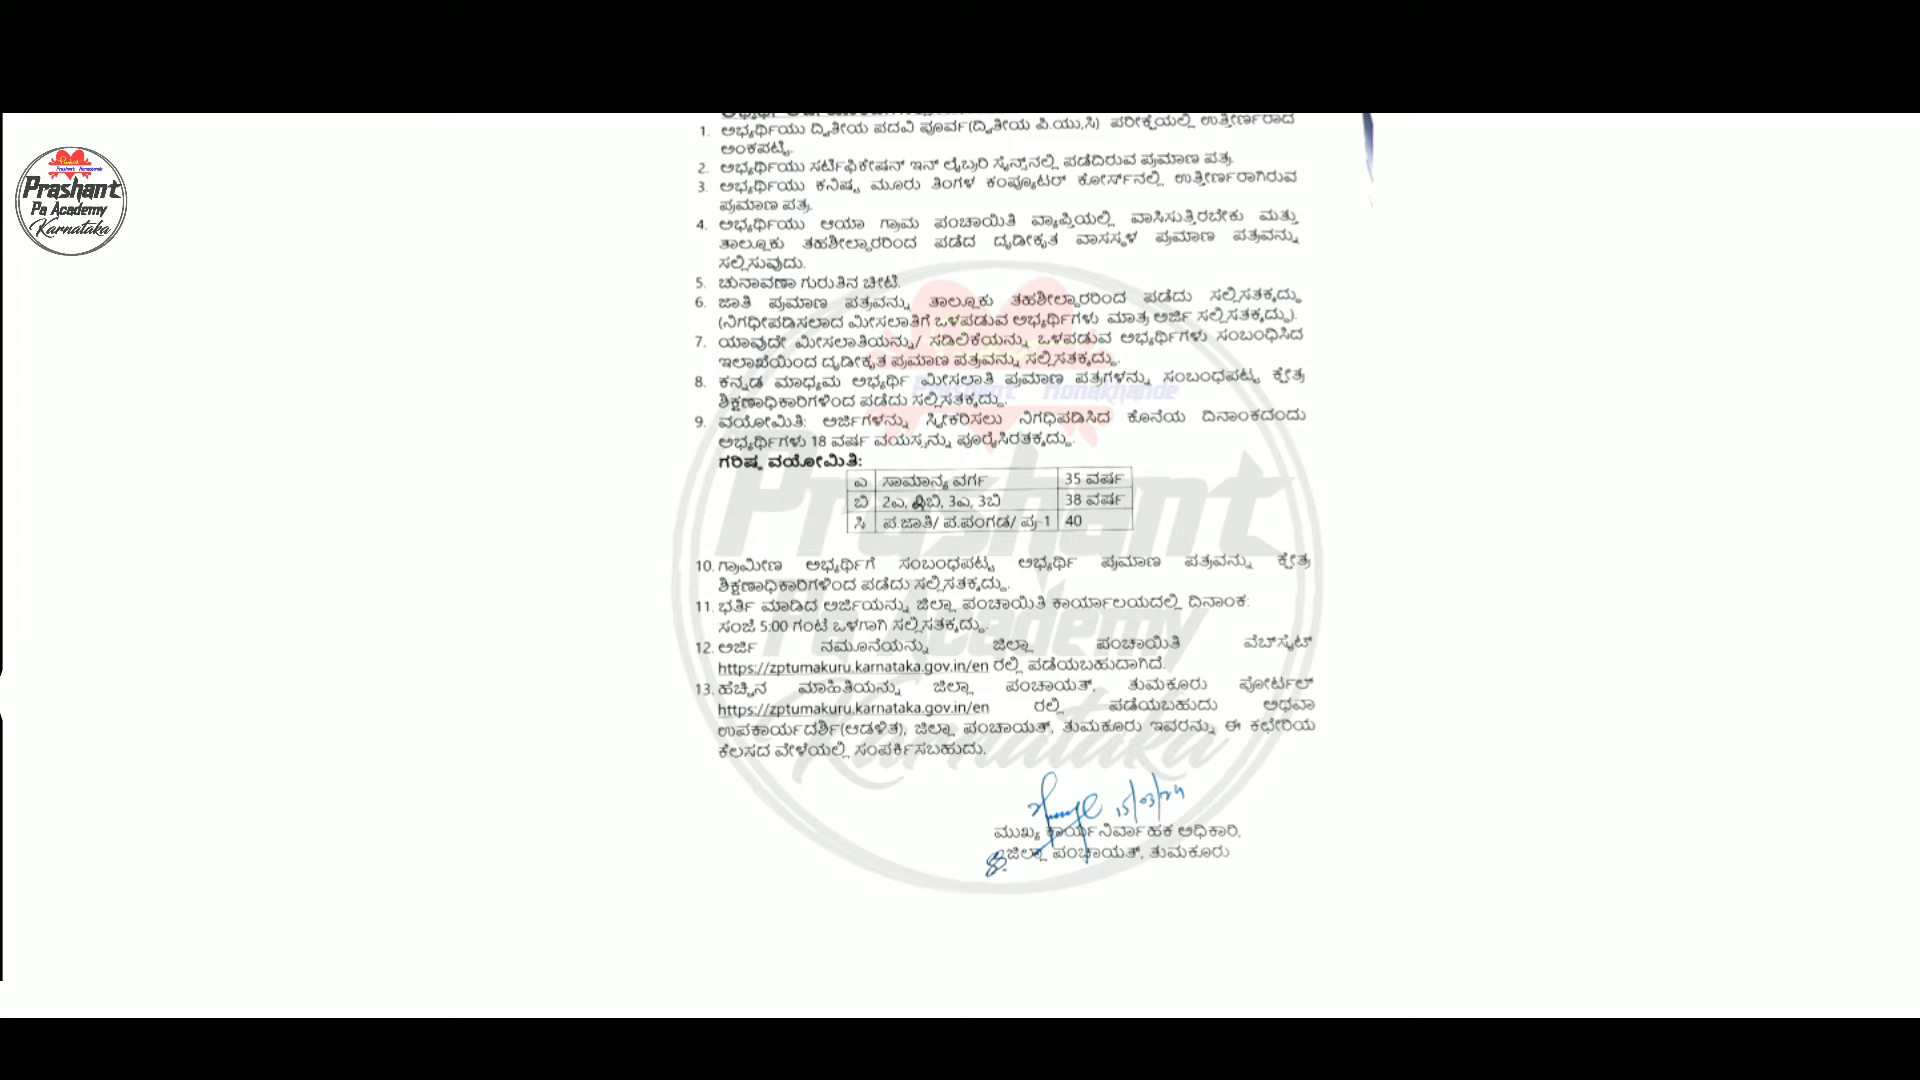 Prashant
Pa Academy
Karnataka
1. ಅಭ್ಯರ್ಥಿಯು ದ್ವಿತೀಯ ಪದವಿ ಪೂರ್ವ(ದ್ವಿತೀಯ ಪಿ.ಯು,ಸಿ) ಪರೀಕ್ಷೆಯಲ್ಲಿ ಉತ್ತೀರ್ಣರಾದ
ಅಂಕಪಟ್ಟಿ.
2. ಅಭ್ಯರ್ಥಿಯು ಸರ್ಟಿಫಿಕೇಷನ್ ಇನ್ ಲೈಬ್ರರಿ ಸೈನ್ಸ್‌ನಲ್ಲಿ ಪಡೆದಿರುವ ಪ್ರಮಾಣ ಪತ್ರ.
3. ಅಭ್ಯರ್ಥಿಯು ಕನಿಷ್ಠ ಮೂರು ತಿಂಗಳ ಕಂಪ್ಯೂಟರ್ ಕೋರ್ಸ್‌ನಲ್ಲಿ ಉತ್ತೀರ್ಣರಾಗಿರುವ
ಪ್ರಮಾಣ ಪತ್ರ.
4. ಅಭ್ಯರ್ಥಿಯು ಆಯಾ ಗ್ರಾಮ ಪಂಚಾಯಿತಿ ವ್ಯಾಪ್ತಿಯಲ್ಲಿ ವಾಸಿಸುತ್ತಿರಬೇಕು ಮತ್ತು
ತಾಲ್ಲೂಕು ತಹಶೀಲ್ದಾರರಿಂದ ಪಡೆದ ದೃಡೀಕೃತ ವಾಸಸ್ಥಳ ಪ್ರಮಾಣ ಪತ್ರವನ್ನು
ಸಲ್ಲಿಸುವುದು.
5. ಚುನಾವಣಾ ಗುರುತಿನ ಚೀಟಿ.
6. ಜಾತಿ ಪ್ರಮಾಣ ಪತ್ರವನ್ನು ತಾಲ್ಲೂಕು ತಹಶೀಲ್ದಾರರಿಂದ ಪಡೆದು ಸಲ್ಲಿಸತಕ್ಕದ್ದು
(ನಿಗಧೀಪಡಿಸಲಾದ ಮೀಸಲಾತಿಗೆ ಒಳಪಡುವ ಅಭ್ಯರ್ಥಿಗಳು ಮಾತ್ರ ಅರ್ಜಿ ಸಲ್ಲಿಸತಕ್ಕದ್ದು).
7. ಯಾವುದೇ ಮೀಸಲಾತಿಯನ್ನು/ ಸಡಿಲಿಕೆಯನ್ನು ಒಳಪಡುವ ಅಭ್ಯರ್ಥಿಗಳು ಸಂಬಂಧಿಸಿದ
ಇಲಾಖೆಯಿಂದ ದೃಡೀಕೃತ ಪ್ರಮಾಣ ಪತ್ರವನ್ನು ಸಲ್ಲಿಸತಕ್ಕದ್ದು.
8. ಕನ್ನಡ ಮಾಧ್ಯಮ ಅಭ್ಯರ್ಥಿ ಮೀಸಲಾತಿ ಪ್ರಮಾಣ ಪತ್ರಗಳನ್ನು ಸಂಬಂಧಪಟ್ಟ ಕ್ಷೇತ್ರ
ಶಿಕ್ಷಣಾಧಿಕಾರಿಗಳಿಂದ ಪಡೆದು ಸಲ್ಲಿಸತಕ್ಕದ್ದು.
9. ವಯೋಮಿತಿ: ಅರ್ಜಿಗಳನ್ನು ಸ್ವೀಕರಿಸಲು ನಿಗಧಿಪಡಿಸಿದ ಕೊನೆಯ ದಿನಾಂಕದಂದು
ಅಭ್ಯರ್ಥಿಗಳು 18 ವರ್ಷ ವಯಸ್ಸನ್ನು ಪೂರೈಸಿರತಕ್ಕದ್ದು.
ಗರಿಷ್ಠ ವಯೋಮಿತಿ:
ಎ ಸಾಮಾನ್ಯ ವರ್ಗ 35 ವರ್ಷ
ಬಿ 2ಎ, 2ಬಿ, 3ಎ, 3ಬಿ 38 ವರ್ಷ
ಸಿ ಪ.ಜಾತಿ/ ಪ.ಪಂಗಡ/ ಪ್ರ-1 40
10. ಗ್ರಾಮೀಣ ಅಭ್ಯರ್ಥಿಗೆ ಸಂಬಂಧಪಟ್ಟ ಅಭ್ಯರ್ಥಿ ಪ್ರಮಾಣ ಪತ್ರವನ್ನು ಕ್ಷೇತ್ರ
ಶಿಕ್ಷಣಾಧಿಕಾರಿಗಳಿಂದ ಪಡೆದು ಸಲ್ಲಿಸತಕ್ಕದ್ದು.
11. ಭರ್ತಿ ಮಾಡಿದ ಅರ್ಜಿಯನ್ನು ಜಿಲ್ಲಾ ಪಂಚಾಯಿತಿ ಕಾರ್ಯಾಲಯದಲ್ಲಿ ದಿನಾಂಕ:
ಸಂಜೆ 5:00 ಗಂಟೆ ಒಳಗಾಗಿ ಸಲ್ಲಿಸತಕ್ಕದ್ದು.
12. ಅರ್ಜಿ ನಮೂನೆಯನ್ನು ಜಿಲ್ಲಾ ಪಂಚಾಯಿತಿ ವೆಬ್‌ಸೈಟ್
https://zptumakuru.karnataka.gov.in/en ರಲ್ಲಿ ಪಡೆಯಬಹುದಾಗಿದೆ.
13. ಹೆಚ್ಚಿನ ಮಾಹಿತಿಯನ್ನು ಜಿಲ್ಲಾ ಪಂಚಾಯತ್, ತುಮಕೂರು ಪೋರ್ಟಲ್
https://zptumakuru.karnataka.gov.in/en ರಲ್ಲಿ ಪಡೆಯಬಹುದು ಅಥವಾ
ಉಪಕಾರ್ಯದರ್ಶಿ(ಆಡಳಿತ), ಜಿಲ್ಲಾ ಪಂಚಾಯತ್, ತುಮಕೂರು ಇವರನ್ನು ಈ ಕಛೇರಿಯ
ಕೆಲಸದ ವೇಳೆಯಲ್ಲಿ ಸಂಪರ್ಕಿಸಬಹುದು.
15/03/24
ಮುಖ್ಯ ಕಾರ್ಯನಿರ್ವಾಹಕ ಅಧಿಕಾರಿ,
ಜಿಲ್ಲಾ ಪಂಚಾಯತ್, ತುಮಕೂರು